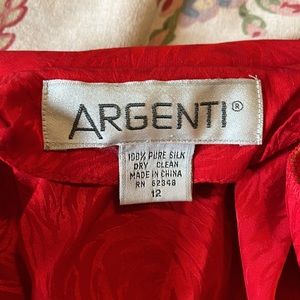 ARGENTI®
100% PURE SILK
DRY CLEAN
MADE IN CHINA
RN 62348
12